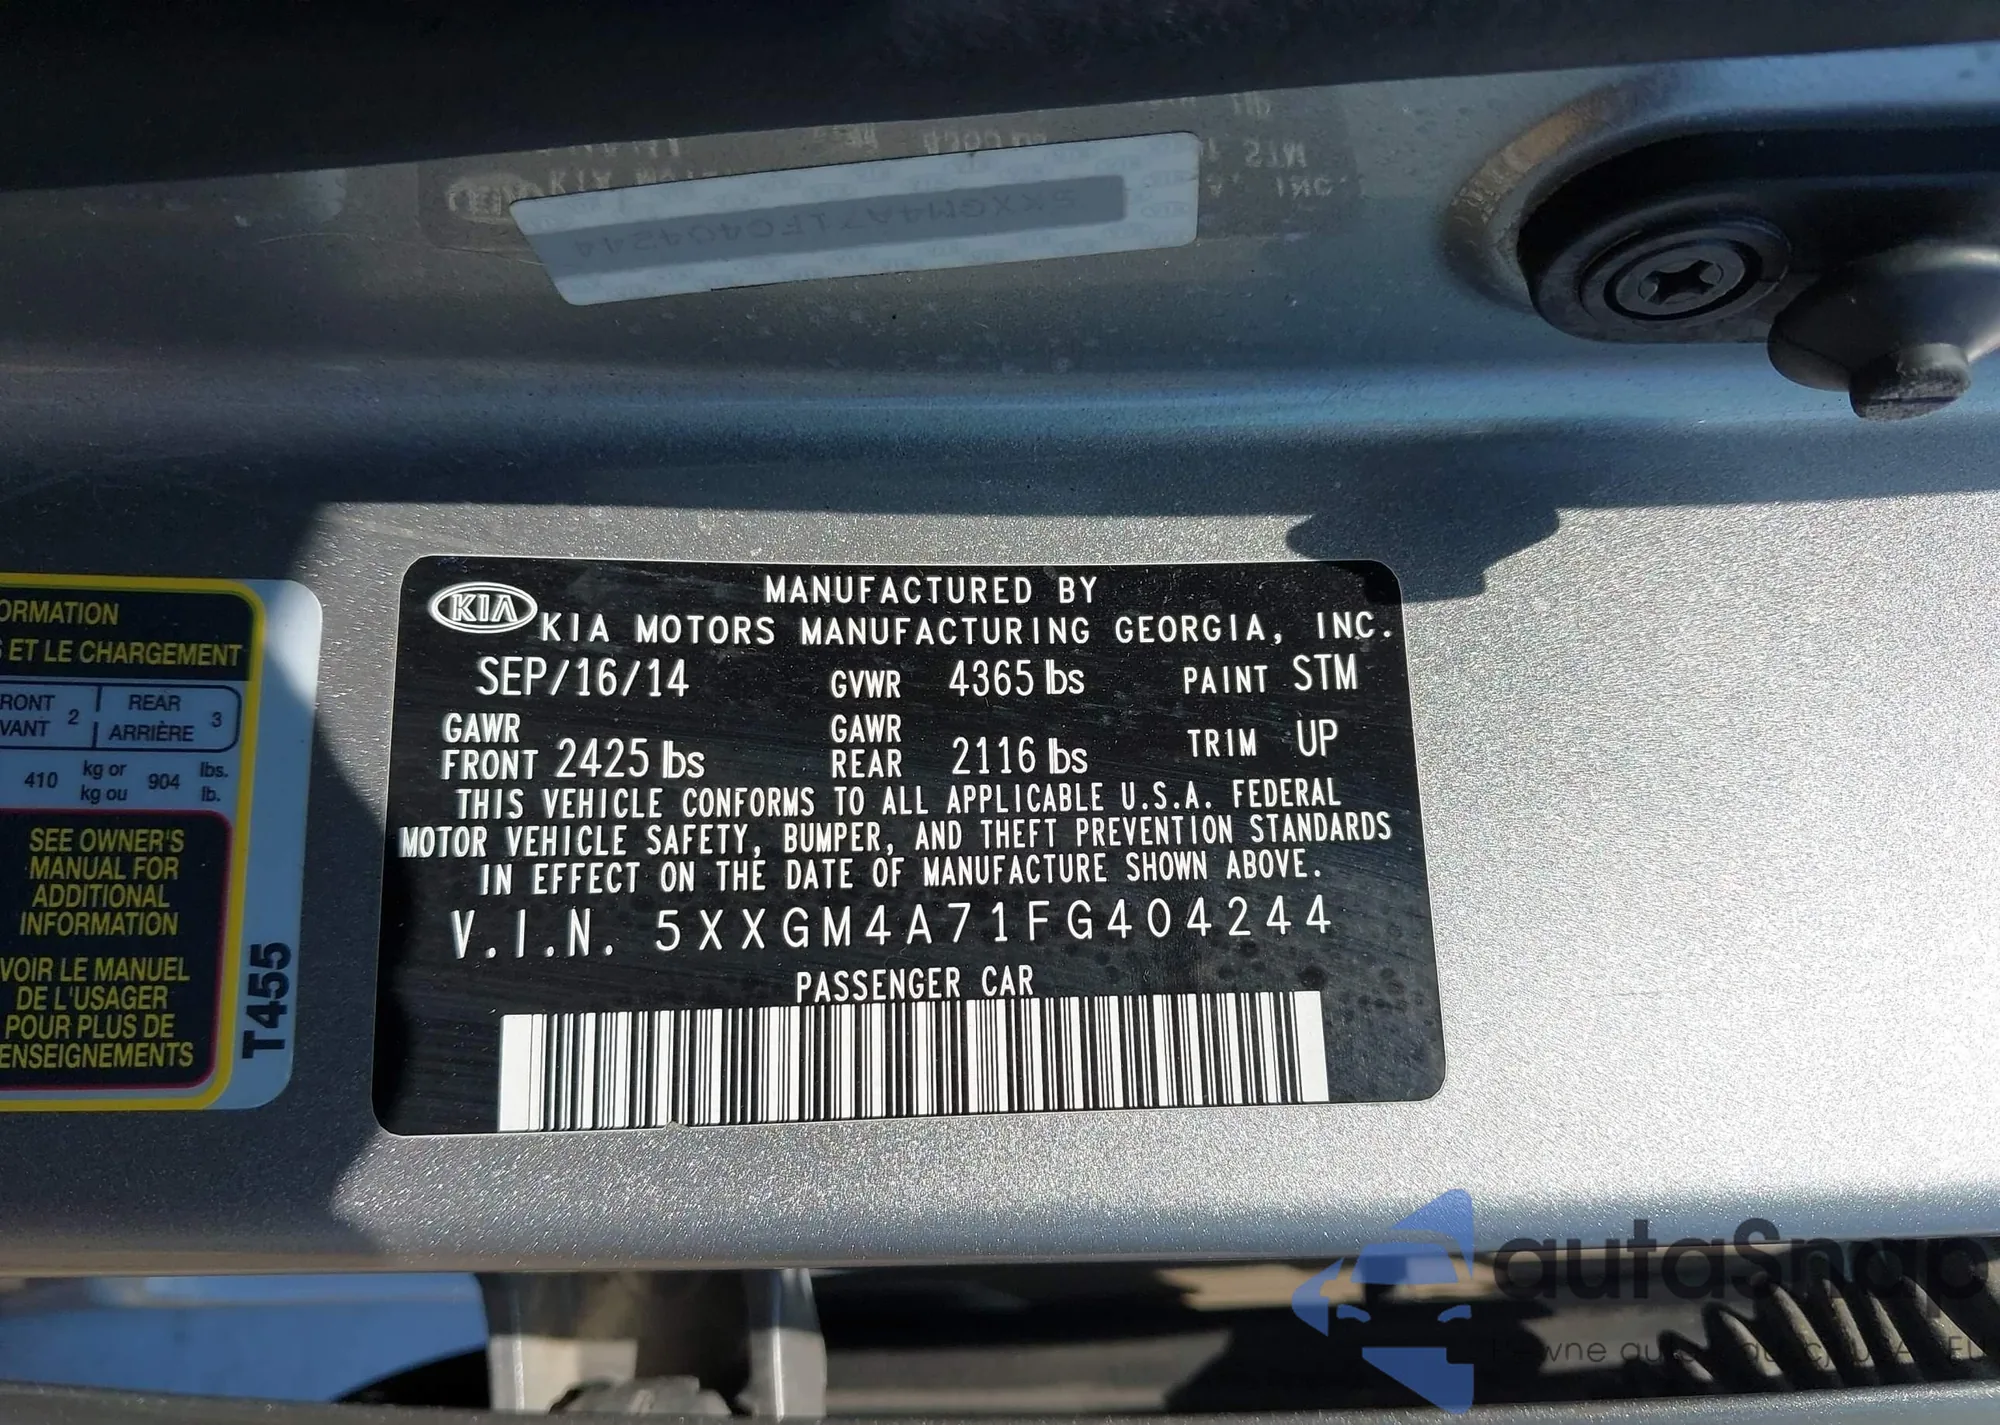 5XXGM4A71FG404244
ORMATION
S ET LE CHARGEMENT
RONT
VANT
2
REAR
ARRIÈRE
3
410
kg or
kg ou
904
lbs.
lb.
SEE OWNER'S
MANUAL FOR
ADDITIONAL
INFORMATION
VOIR LE MANUEL
DE L'USAGER
POUR PLUS DE
ENSEIGNEMENTS
T455
MANUFACTURED BY
KIA
KIA MOTORS MANUFACTURING GEORGIA, INC.
SEP/16/14 GVWR 4365 lbs PAINT STM
GAWR FRONT 2425 lbs GAWR REAR 2116 lbs TRIM UP
THIS VEHICLE CONFORMS TO ALL APPLICABLE U.S.A. FEDERAL
MOTOR VEHICLE SAFETY, BUMPER, AND THEFT PREVENTION STANDARDS
IN EFFECT ON THE DATE OF MANUFACTURE SHOWN ABOVE.
V.I.N. 5XXGM4A71FG404244
PASSENGER CAR
autaSnap